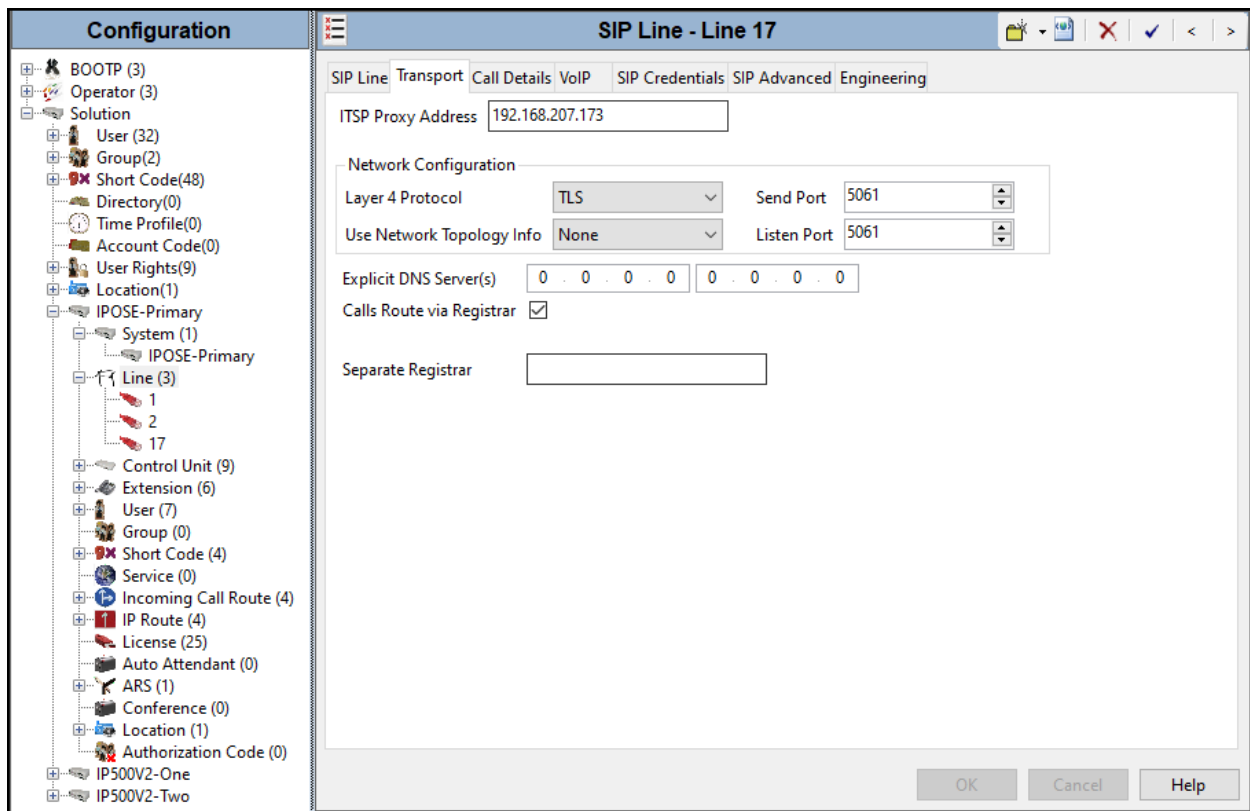 Configuration
BOOTP (3)
Operator (3)
Solution
User (32)
Group(2)
Short Code(48)
Directory(0)
Time Profile(0)
Account Code(0)
User Rights(9)
Location(1)
IPOSE-Primary
System (1)
IPOSE-Primary
Line (3)
1
2
17
Control Unit (9)
Extension (6)
User (7)
Group (0)
Short Code (4)
Service (0)
Incoming Call Route (4)
IP Route (4)
License (25)
Auto Attendant (0)
ARS (1)
Conference (0)
Location (1)
Authorization Code (0)
IP500V2-One
IP500V2-Two
SIP Line - Line 17
SIP Line Transport Call Details VoIP SIP Credentials SIP Advanced Engineering
ITSP Proxy Address 192.168.207.173
Network Configuration
Layer 4 Protocol TLS Send Port 5061
Use Network Topology Info None Listen Port 5061
Explicit DNS Server(s) 0 . 0 . 0 . 0 0 . 0 . 0 . 0
Calls Route via Registrar
Separate Registrar
OK Cancel Help